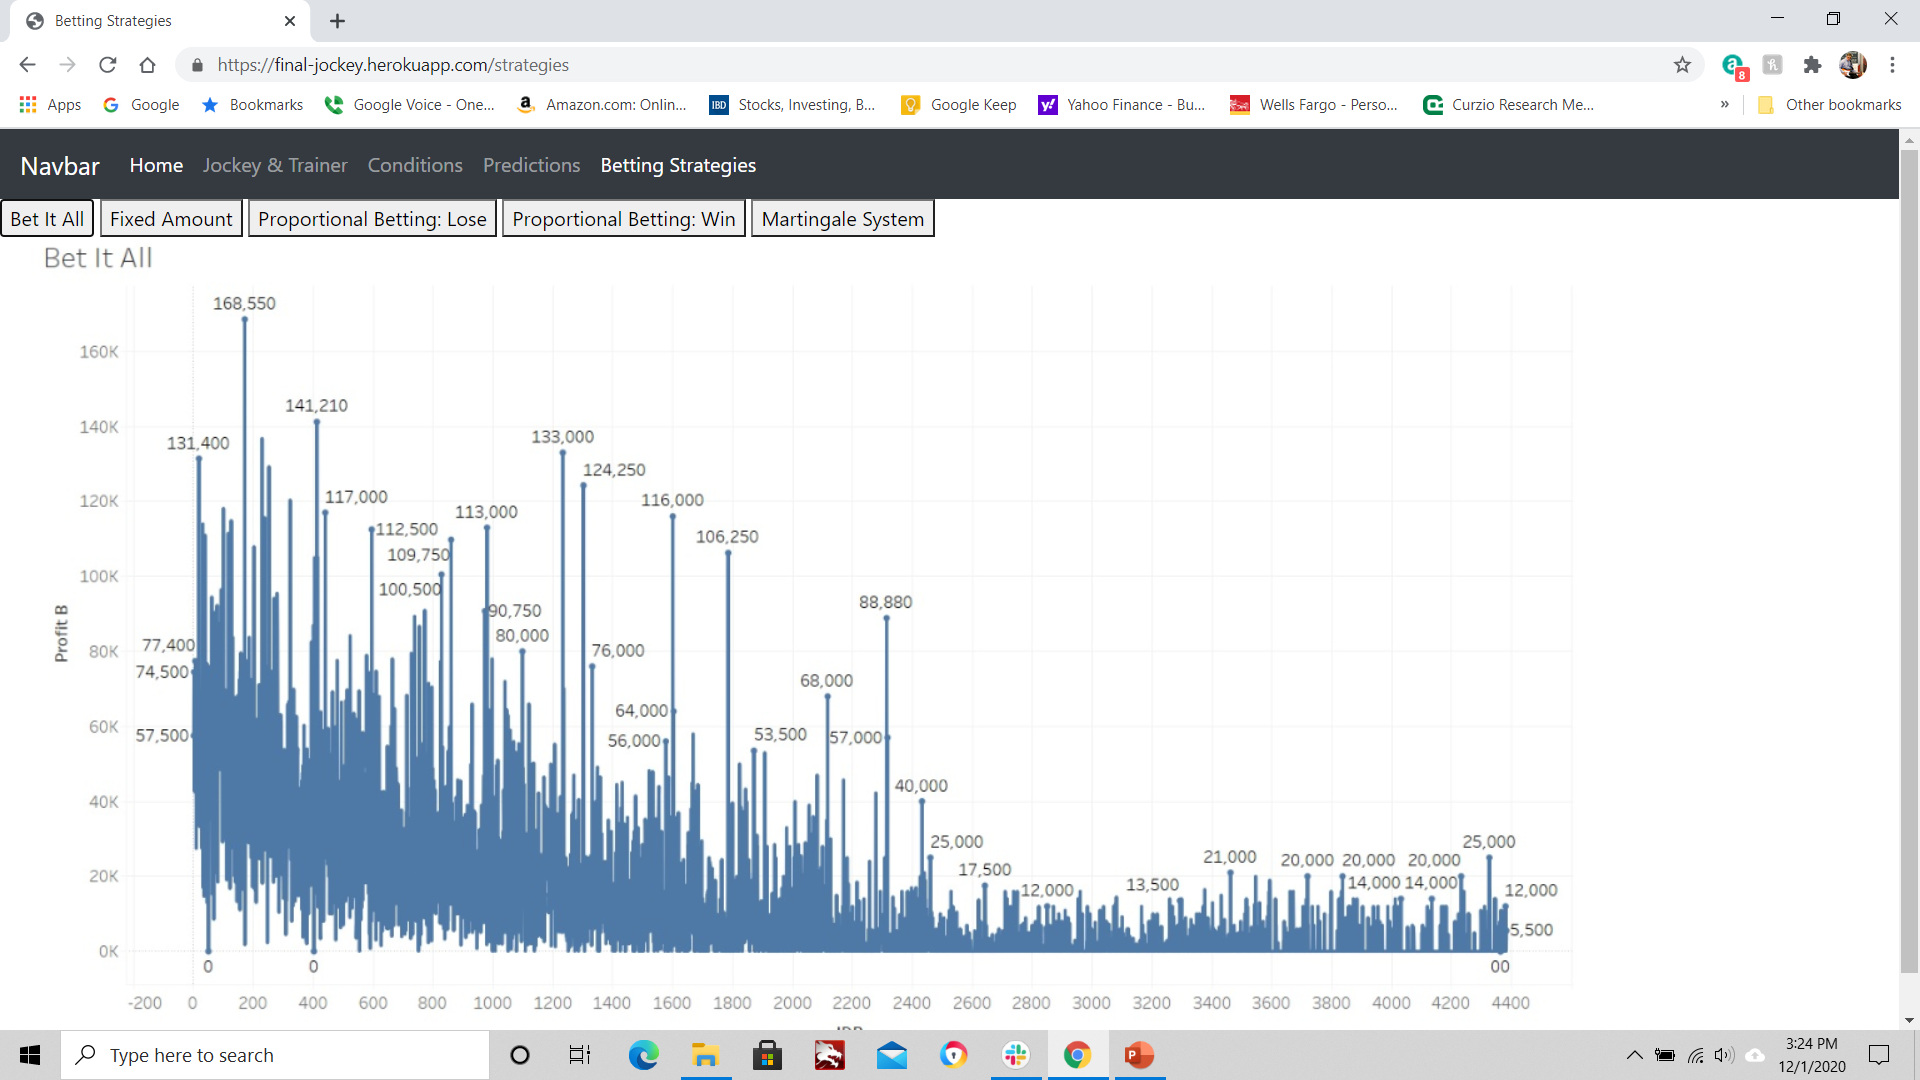 Betting Strategies
https://final-jockey.herokuapp.com/strategies
8
Apps Google Bookmarks Google Voice - One... Amazon.com: Onlin... IBD Stocks, Investing, B... Google Keep y! Yahoo Finance - Bu... Wells Fargo - Perso... Curzio Research Me... » Other bookmarks
Navbar Home Jockey & Trainer Conditions Predictions Betting Strategies
Bet It All Fixed Amount Proportional Betting: Lose Proportional Betting: Win Martingale System
Bet It All
168,550
160K
141,210
140K
131,400
133,000
124,250
120K
117,000
116,000
113,000
112,500
106,250
109,750
100K
100,500
88,880
90,750
80,000
Profit B
77,400
80K
76,000
74,500
68,000
64,000
60K
57,500
56,000
53,500
57,000
40K
40,000
25,000
25,000
21,000
20,000 20,000 20,000
20K
17,500
12,000
13,500
14,000 14,000
12,000
5,500
0K
0 0 00
-200 0 200 400 600 800 1000 1200 1400 1600 1800 2000 2200 2400 2600 2800 3000 3200 3400 3600 3800 4000 4200 4400
Type here to search
3:24 PM
12/1/2020